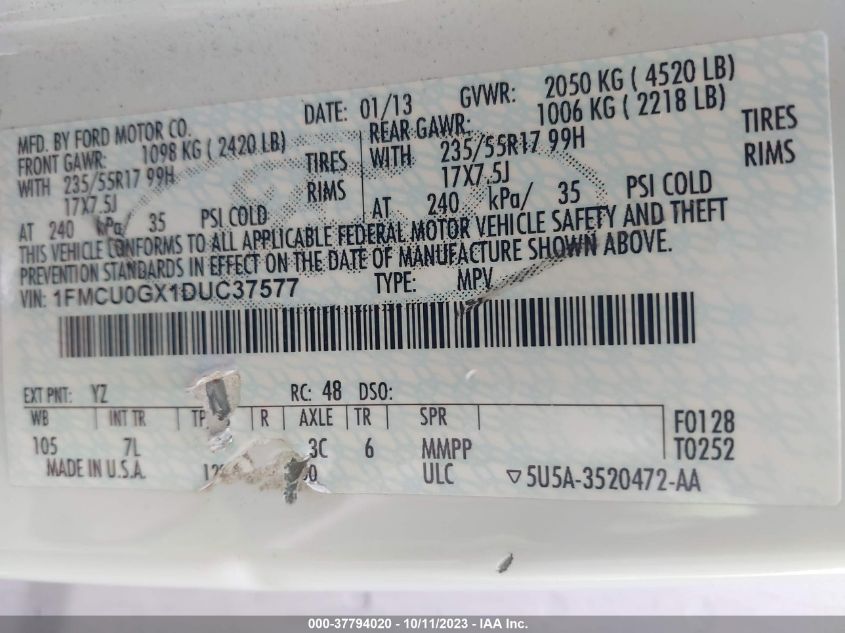 MFD. BY FORD MOTOR CO.
DATE: 01/13
GVWR: 2050 KG ( 4520 LB)
FRONT GAWR: 1098 KG ( 2420 LB)
REAR GAWR: 1006 KG ( 2218 LB)
WITH 235/55R17 99H TIRES
WITH 235/55R17 99H TIRES
17X7.5J RIMS
17X7.5J RIMS
AT 240 kPa/ 35 PSI COLD
AT 240 kPa/ 35 PSI COLD
THIS VEHICLE CONFORMS TO ALL APPLICABLE FEDERAL MOTOR VEHICLE SAFETY AND THEFT
PREVENTION STANDARDS IN EFFECT ON THE DATE OF MANUFACTURE SHOWN ABOVE.
VIN: 1FMCU0GX1DUC37577
TYPE: MPV
EXT PNT: YZ RC: 48 DSO:
WB INT TR TP R AXLE TR SPR
F0128
105 7L 3C 6 MMPP
T0252
MADE IN U.S.A. ULC
5U5A-3520472-AA
000-37794020 - 10/11/2023 - IAA Inc.